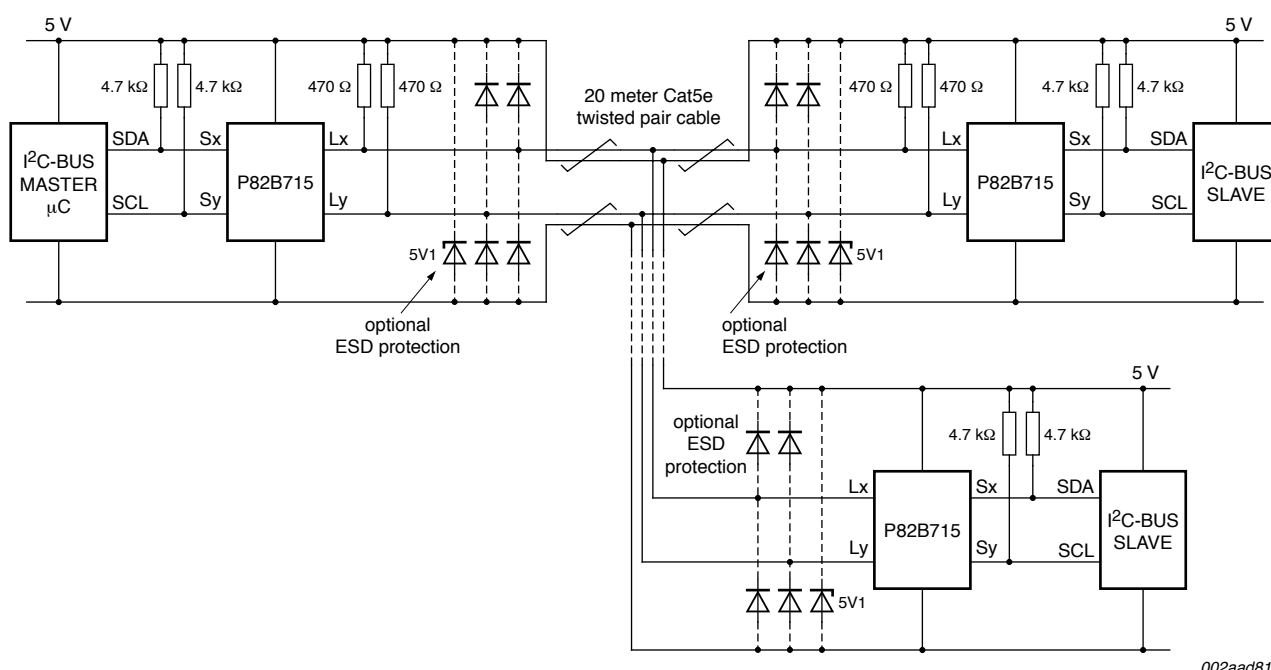 5 V
5 V
4.7 kΩ
4.7 kΩ
470 Ω
470 Ω
20 meter Cat5e
twisted pair cable
470 Ω
470 Ω
4.7 kΩ
4.7 kΩ
I²C-BUS
MASTER
μC
SDA
SCL
Sx
Sy
P82B715
Lx
Ly
Lx
Ly
P82B715
Sx
Sy
SDA
SCL
I²C-BUS
SLAVE
5V1
5V1
optional
ESD protection
optional
ESD protection
5 V
optional
ESD
protection
4.7 kΩ
4.7 kΩ
Lx
Ly
P82B715
Sx
Sy
SDA
SCL
I²C-BUS
SLAVE
5V1